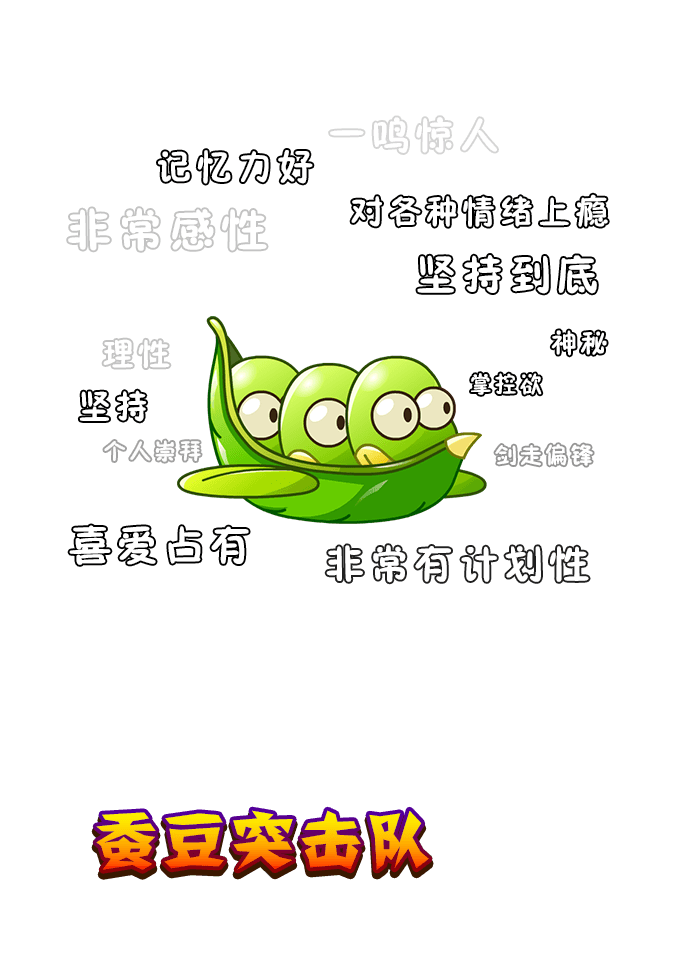 一鸣惊人
记忆力好
对各种情绪上瘾
非常感性
坚持到底
神秘
理性
掌控欲
坚持
个人崇拜
剑走偏锋
喜爱占有
非常有计划性
蚕豆突击队